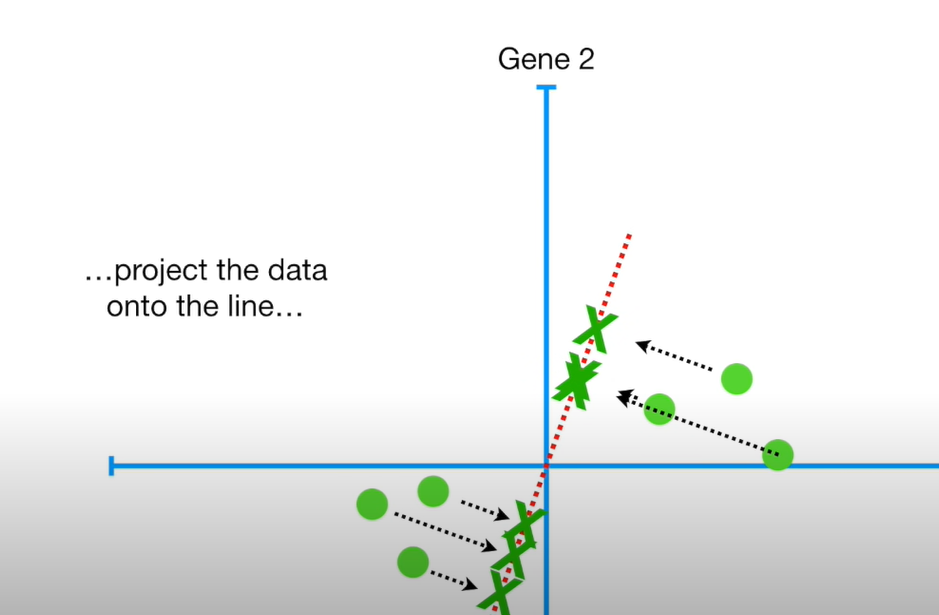 Gene 2
...project the data
onto the line...